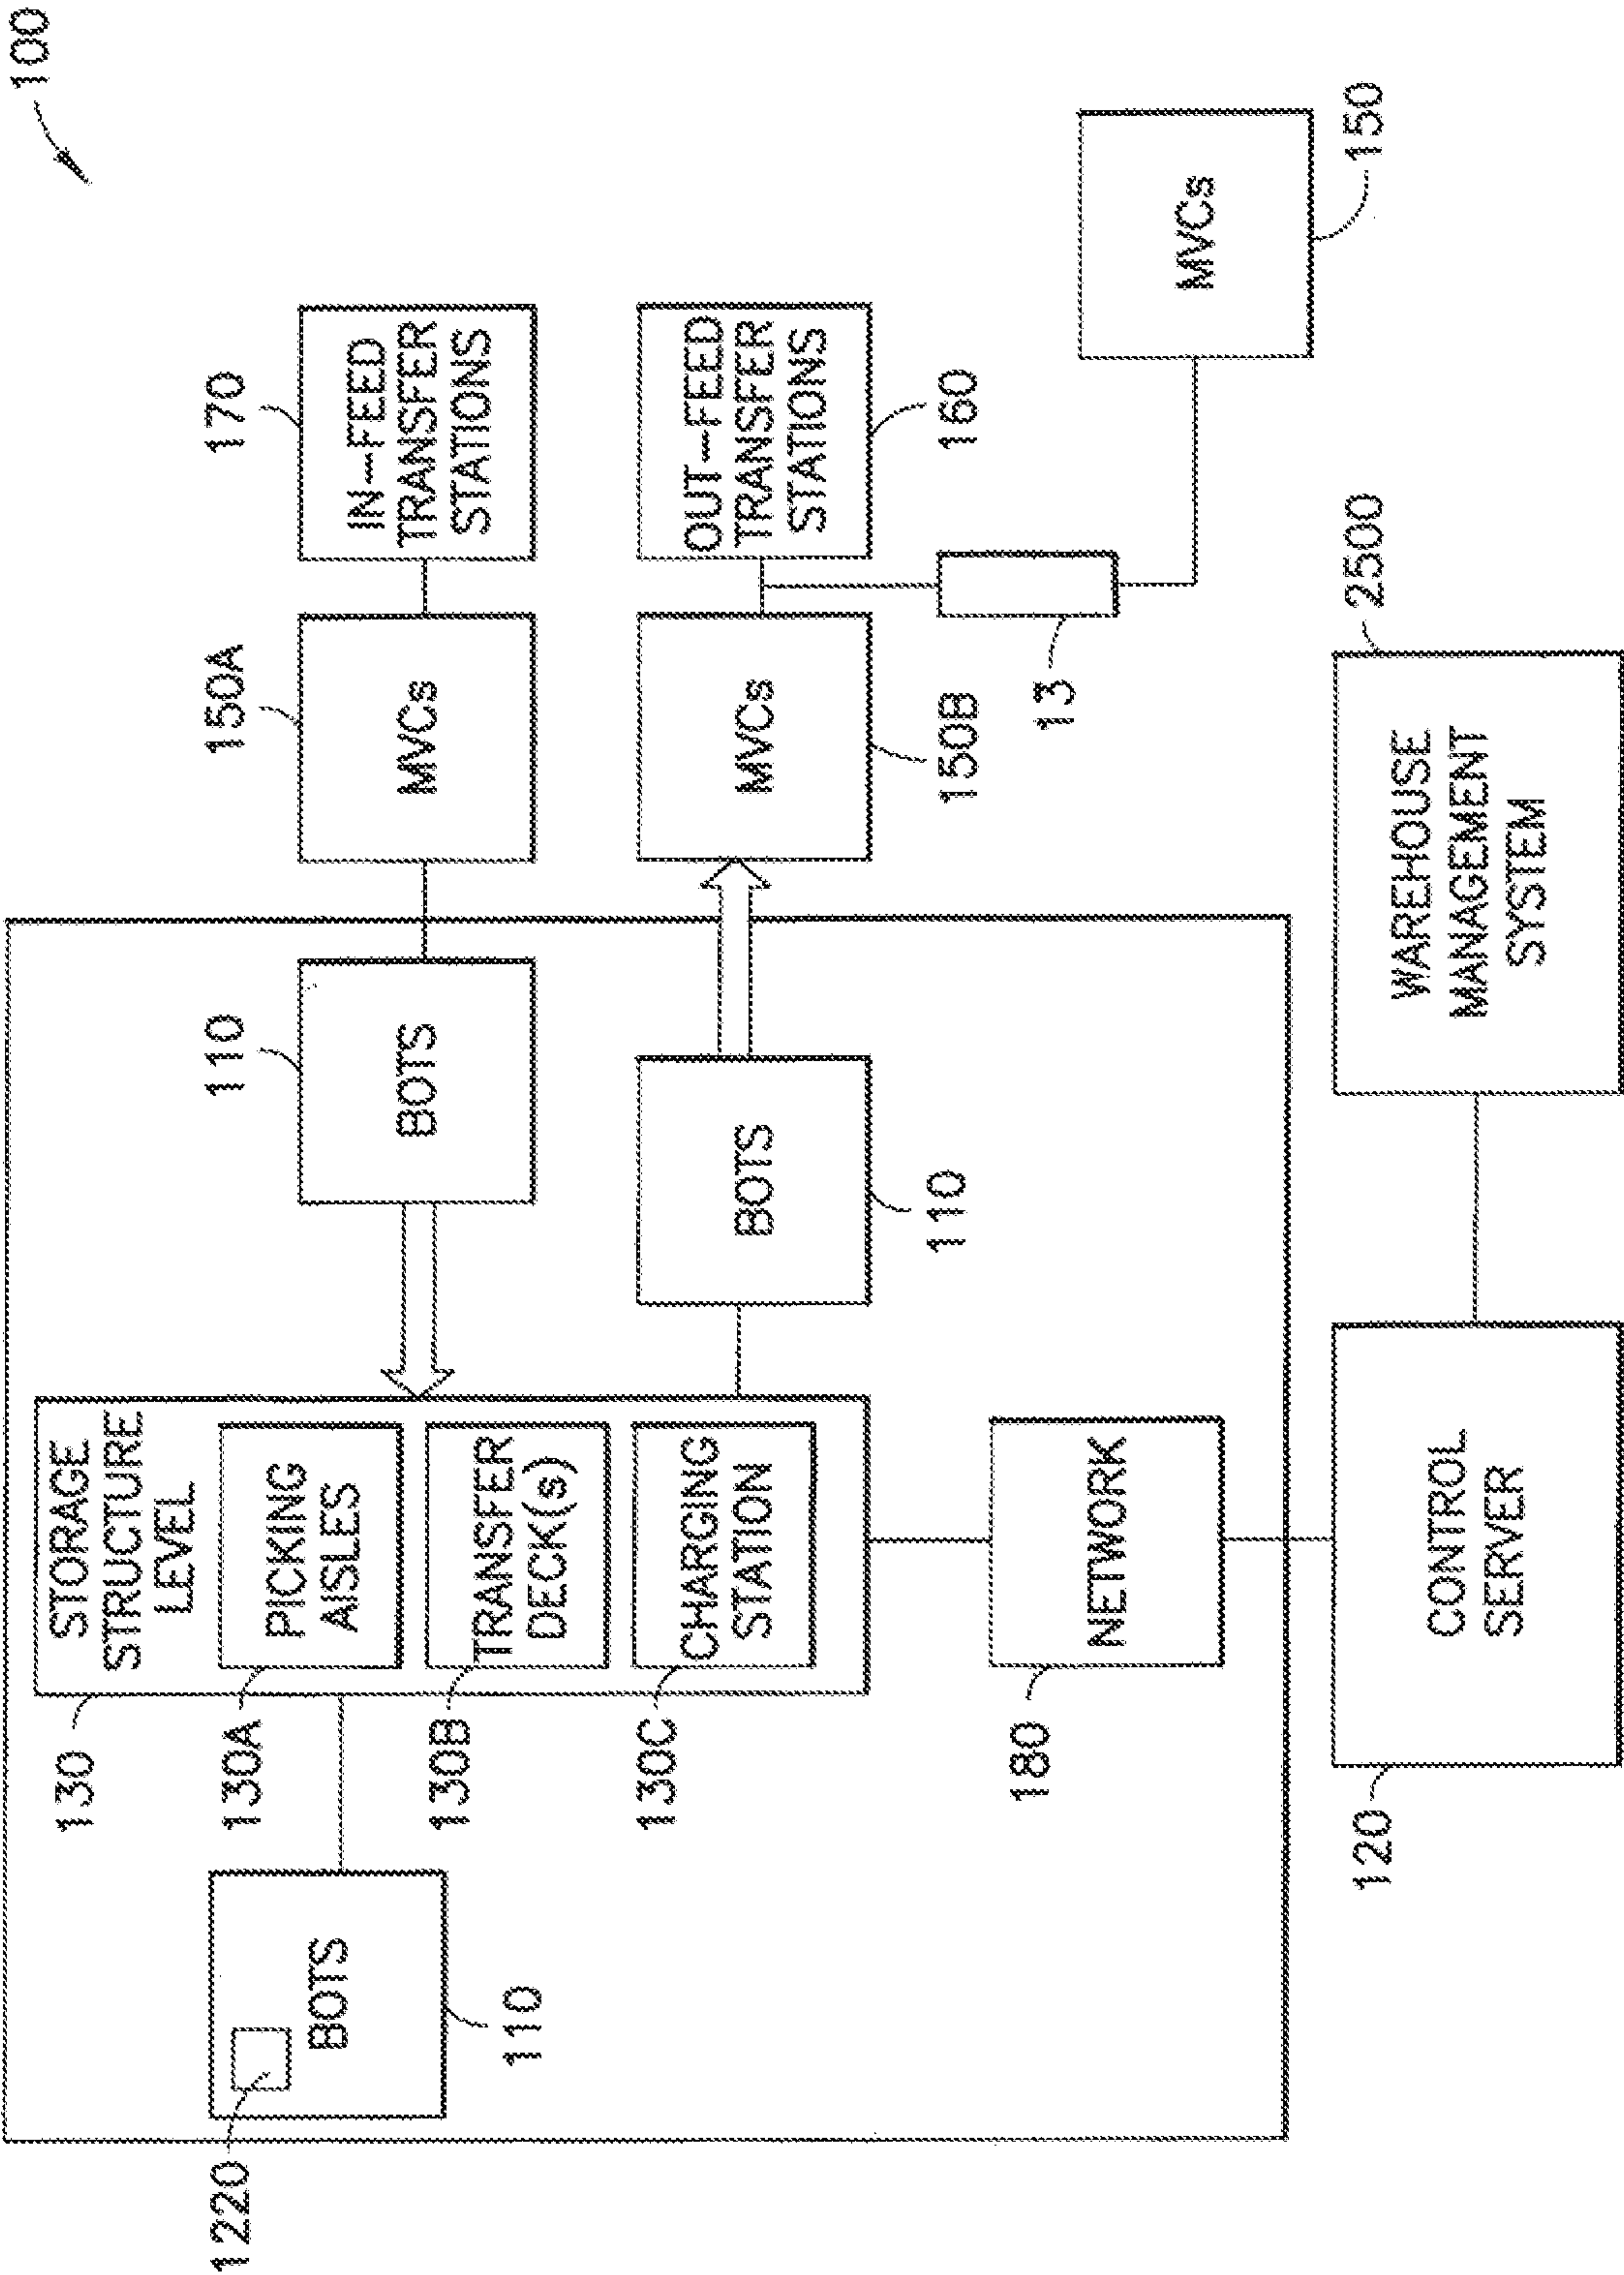 100
1220
BOTS
110
130
STORAGE
STRUCTURE
LEVEL
130A
PICKING
AISLES
130B
TRANSFER
DECK(s)
130C
CHARGING
STATION
110
BOTS
150A
MVCs
170
IN-FEED
TRANSFER
STATIONS
BOTS
110
MVCs
150B
OUT-FEED
TRANSFER
STATIONS
160
13
MVCs
150
180
NETWORK
120
CONTROL
SERVER
WAREHOUSE
MANAGEMENT
SYSTEM
2500